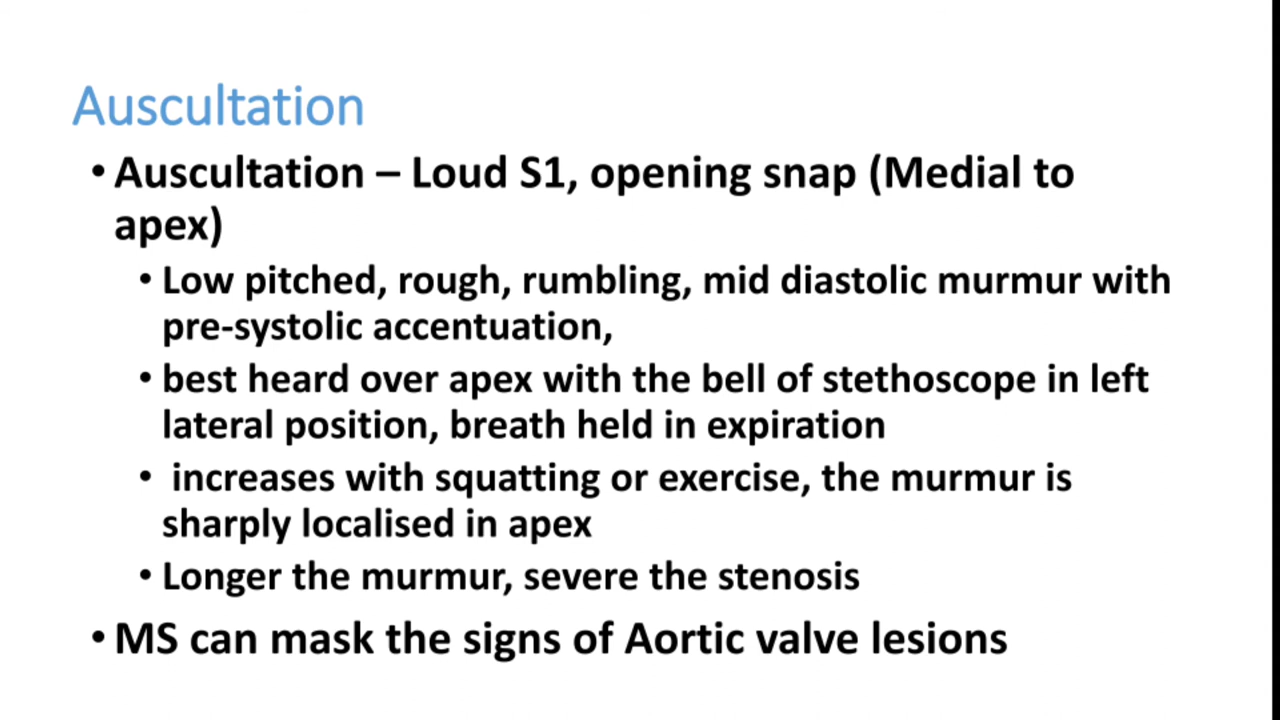 Auscultation
• Auscultation – Loud S1, opening snap (Medial to
apex)
• Low pitched, rough, rumbling, mid diastolic murmur with
pre-systolic accentuation,
• best heard over apex with the bell of stethoscope in left
lateral position, breath held in expiration
• increases with squatting or exercise, the murmur is
sharply localised in apex
• Longer the murmur, severe the stenosis
• MS can mask the signs of Aortic valve lesions